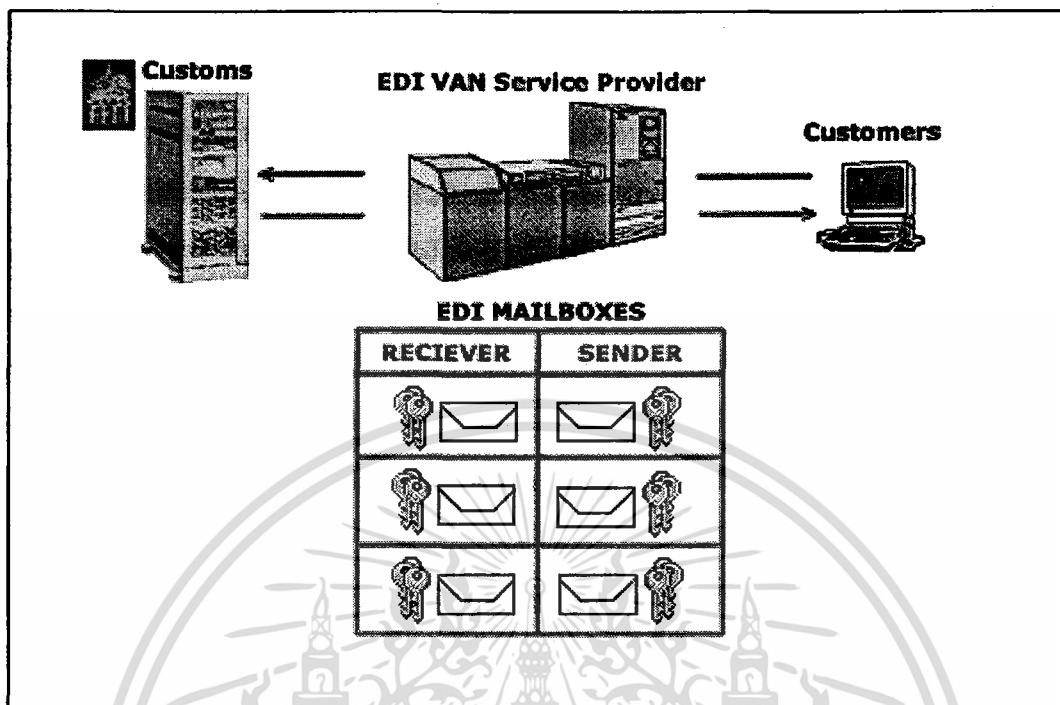 Customs
EDI VAN Service Provider
Customers
EDI MAILBOXES
RECIEVER SENDER